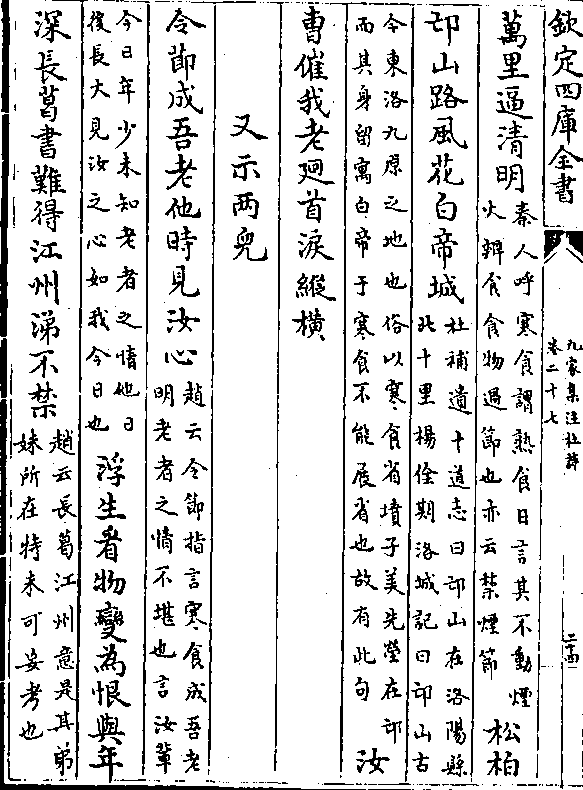 欽定四庫全書
九家集注杜詩
卷二十七
二十四
萬里逼清明
秦人呼寒食謂熟食日言其不動煙
火辦食食物過節也亦云禁煙節
松柏
邙山路風花白帝城
杜補遺十道志曰邙山在洛陽縣
北十里楊佺期洛城記曰邙山古
今東洛九原之地也俗以寒食省墳子美先塋在邙
而其身留寓白帝于寒食不能展省也故有此句
汝
曹催我老廻首淚縱橫
又示两兒
令節成吾老他時見汝心
趙云令節指言寒食成吾老
明老者之情不堪也言汝輩
今日年少未知老者之情他日
後長大見汝之心如我今日也
浮生看物變為恨與年
深長葛書難得江州涕不禁
趙云長葛江州意是其弟
妹所在特未可妄考也